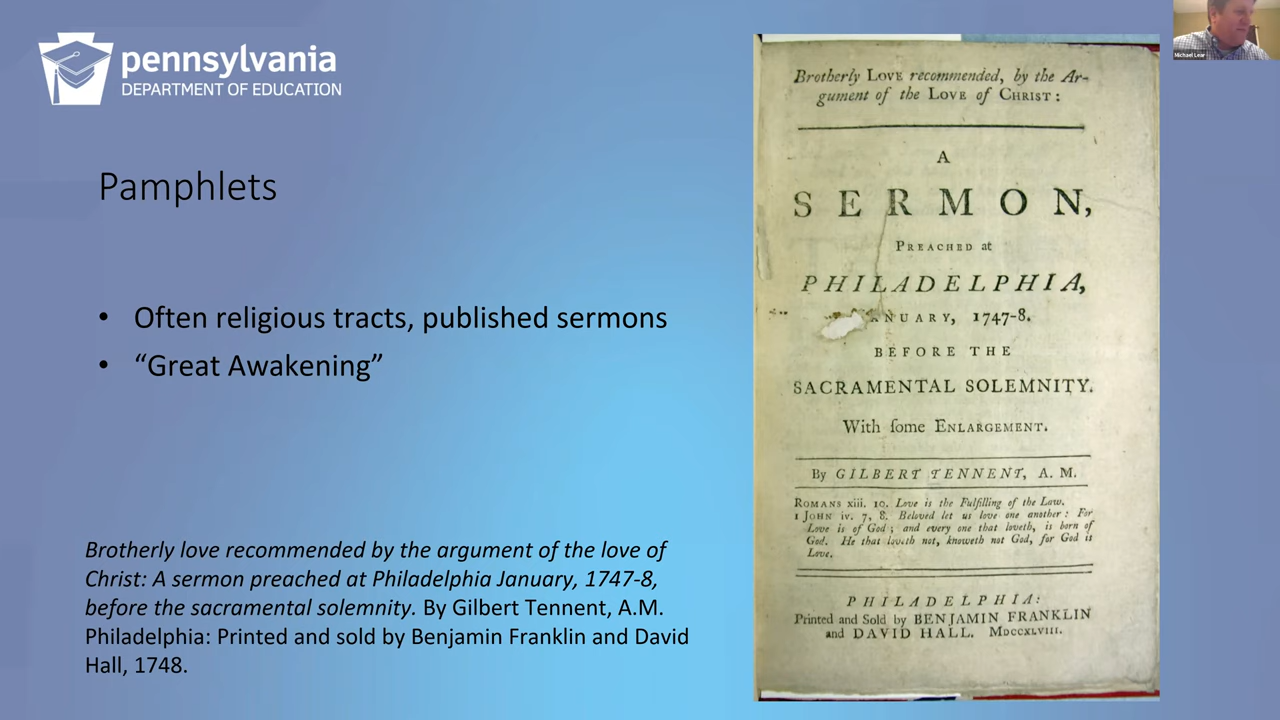 pennsylvania
DEPARTMENT OF EDUCATION
Pamphlets
• Often religious tracts, published sermons
• “Great Awakening”
Brotherly love recommended by the argument of the love of
Christ: A sermon preached at Philadelphia January, 1747-8,
before the sacramental solemnity. By Gilbert Tennent, A.M.
Philadelphia: Printed and sold by Benjamin Franklin and David
Hall, 1748.
Brotherly LOVE recommended, by the Ar-
gument of the LOVE of CHRIST:
A
SERMON,
PREACHED at
PHILADELPHIA,
ANUARY, 1747-8.
BEFORE THE
SACRAMENTAL SOLEMNITY.
With ſome ENLARGEMENT.
By GILBERT TENNENT, A. M.
ROMANS xiii. 10. Love is the Fulfilling of the Law.
1 JOHN iv. 7, 8. Beloved let us love one another: For
Love is of God; and every one that loveth, is born of
God. He that loveth not, knoweth not God, for God is
Love.
PHILADELPHIA:
Printed and Sold by BENJAMIN FRANKLIN
and DAVID HALL. MDCCXLVIII.
Michael Lear